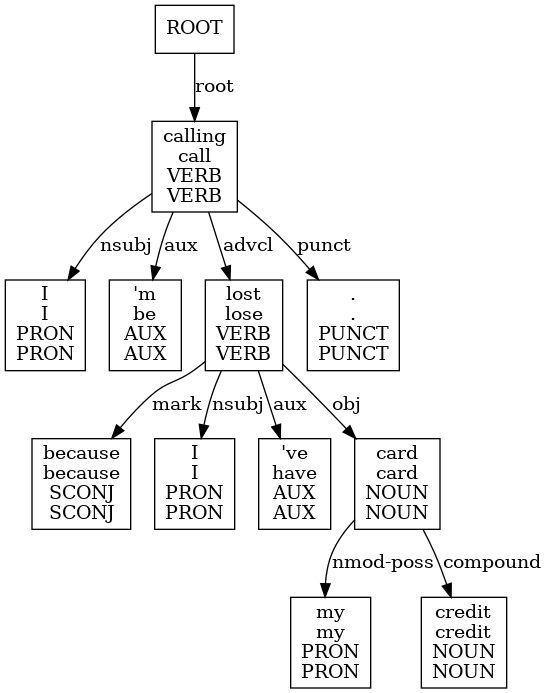 ROOT
root
calling
call
VERB
VERB
nsubj
aux
advcl
punct
I
I
PRON
PRON
'm
be
AUX
AUX
lost
lose
VERB
VERB
.
.
PUNCT
PUNCT
mark
nsubj
aux
obj
because
because
SCONJ
SCONJ
I
I
PRON
PRON
've
have
AUX
AUX
card
card
NOUN
NOUN
nmod-poss
compound
my
my
PRON
PRON
credit
credit
NOUN
NOUN